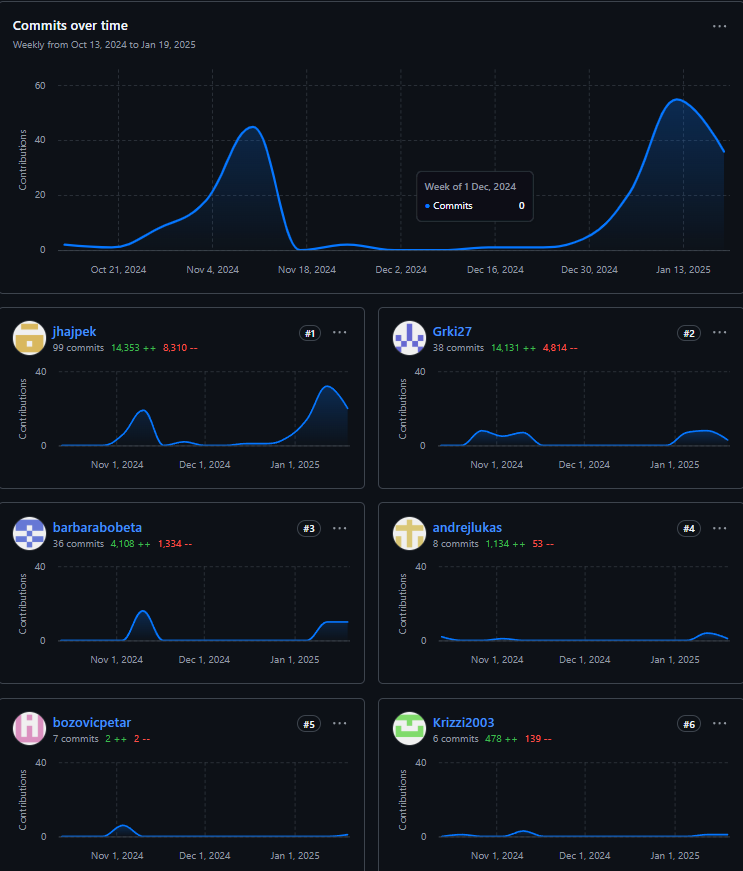 Commits over time
Weekly from Oct 13, 2024 to Jan 19, 2025
Contributions
60
40
20
0
Week of 1 Dec, 2024
Commits 0
Oct 21, 2024 Nov 4, 2024 Nov 18, 2024 Dec 2, 2024 Dec 16, 2024 Dec 30, 2024 Jan 13, 2025
jhajpek #1
99 commits 14,353 ++ 8,310 --
Contributions
40
0
Nov 1, 2024 Dec 1, 2024 Jan 1, 2025
Grki27 #2
38 commits 14,131 ++ 4,814 --
Contributions
40
0
Nov 1, 2024 Dec 1, 2024 Jan 1, 2025
barbarabobeta #3
36 commits 4,108 ++ 1,334 --
Contributions
40
0
Nov 1, 2024 Dec 1, 2024 Jan 1, 2025
andrejlukas #4
8 commits 1,134 ++ 53 --
Contributions
40
0
Nov 1, 2024 Dec 1, 2024 Jan 1, 2025
bozovicpetar #5
7 commits 2 ++ 2 --
Contributions
40
0
Nov 1, 2024 Dec 1, 2024 Jan 1, 2025
Krizzi2003 #6
6 commits 478 ++ 139 --
Contributions
40
0
Nov 1, 2024 Dec 1, 2024 Jan 1, 2025